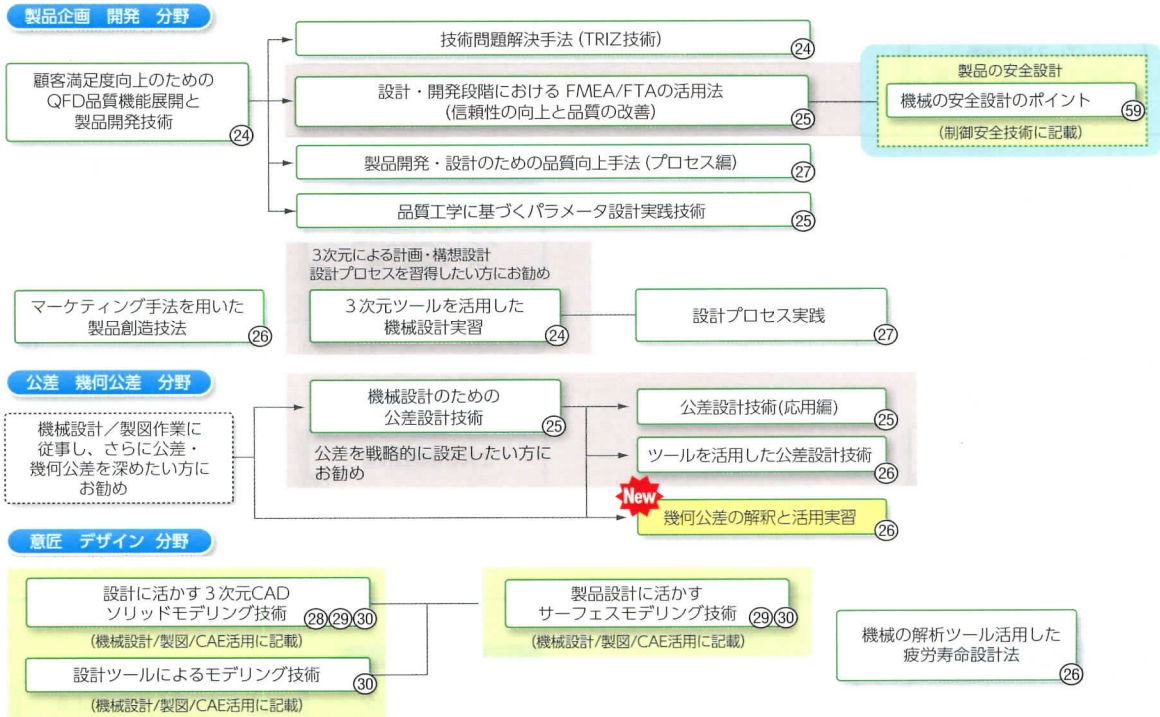 製品企画 開発 分野
顧客満足度向上のための
QFD品質機能展開と
製品開発技術
㉔
技術問題解決手法(TRIZ技術)
㉔
設計・開発段階における FMEA/FTAの活用法
(信頼性の向上と品質の改善)
㉕
製品の安全設計
機械の安全設計のポイント
59
(制御安全技術に記載)
製品開発・設計のための品質向上手法(プロセス編)
㉗
品質工学に基づくパラメータ設計実践技術
㉕
マーケティング手法を用いた
製品創造技法
㉖
3次元による計画・構想設計
設計プロセスを習得したい方にお勧め
3次元ツールを活用した
機械設計実習
㉔
設計プロセス実践
㉗
公差 幾何公差 分野
機械設計/製図作業に
従事し、さらに公差・
幾何公差を深めたい方に
お勧め
機械設計のための
公差設計技術
㉕
公差を戦略的に設定したい方に
お勧め
公差設計技術(応用編)
㉕
ツールを活用した公差設計技術
㉖
New
幾何公差の解釈と活用実習
㉖
意匠 デザイン 分野
設計に活かす3次元CAD
ソリッドモデリング技術
㉘㉙㉚
(機械設計/製図/CAE活用に記載)
設計ツールによるモデリング技術
㉚
(機械設計/製図/CAE活用に記載)
製品設計に活かす
サーフェスモデリング技術
㉙㉚
(機械設計/製図/CAE活用に記載)
機械の解析ツール活用した
疲労寿命設計法
㉖